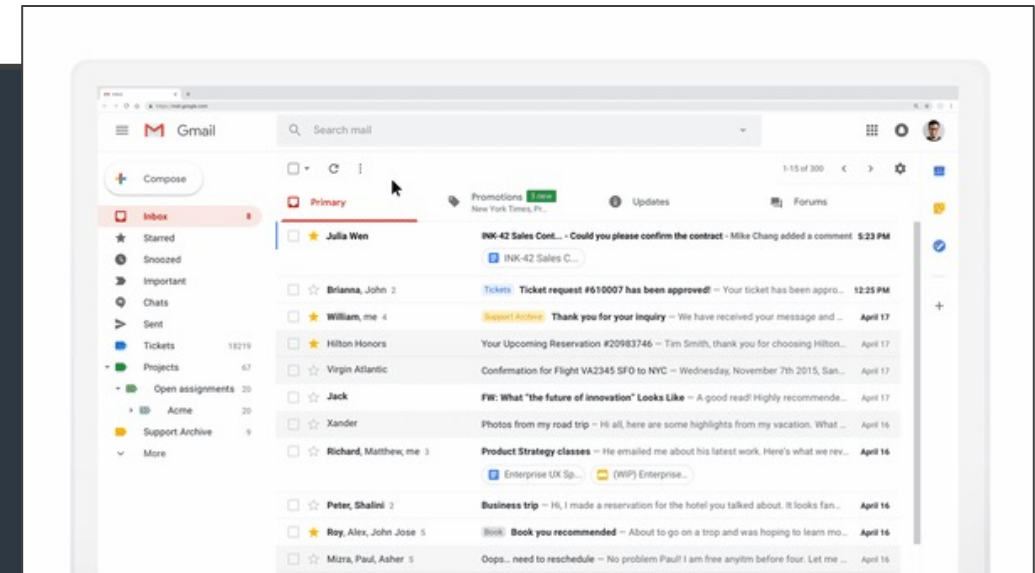 https://mail.google.com
Gmail
Search mail
Compose
1-15 of 300
Primary
Promotions 3 new
New York Times, Pr...
Updates
Forums
Inbox 8
Starred
Snoozed
Important
Chats
Sent
Tickets 18219
Projects 67
Open assignments 20
Acme 20
Support Archive 9
More
Julia Wen INK-42 Sales Cont... - Could you please confirm the contract - Mike Chang added a comment 5:23 PM
INK-42 Sales C...
Brianna, John 2 Tickets Ticket request #610007 has been approved! — Your ticket has been appro... 12:25 PM
William, me 4 Support Archive Thank you for your inquiry — We have received your message and ... April 17
Hilton Honors Your Upcoming Reservation #20983746 — Tim Smith, thank you for choosing Hilton... April 17
Virgin Atlantic Confirmation for Flight VA2345 SFO to NYC — Wednesday, November 7th 2015, San... April 17
Jack FW: What "the future of innovation" Looks Like — A good read! Highly recommende... April 17
Xander Photos from my road trip — Hi all, here are some highlights from my vacation. What ... April 16
Richard, Matthew, me 3 Product Strategy classes — He emailed me about his latest work. Here's what we rev... April 16
Enterprise UX Sp... (WIP) Enterprise...
Peter, Shalini 2 Business trip — Hi, I made a reservation for the hotel you talked about. It looks fan... April 16
Roy, Alex, John Jose 5 Book Book you recommended — About to go on a trop and was hoping to learn mo... April 16
Mizra, Paul, Asher 5 Oops... need to reschedule — No problem Paul! I am free anyitm before four. Let me ... April 16